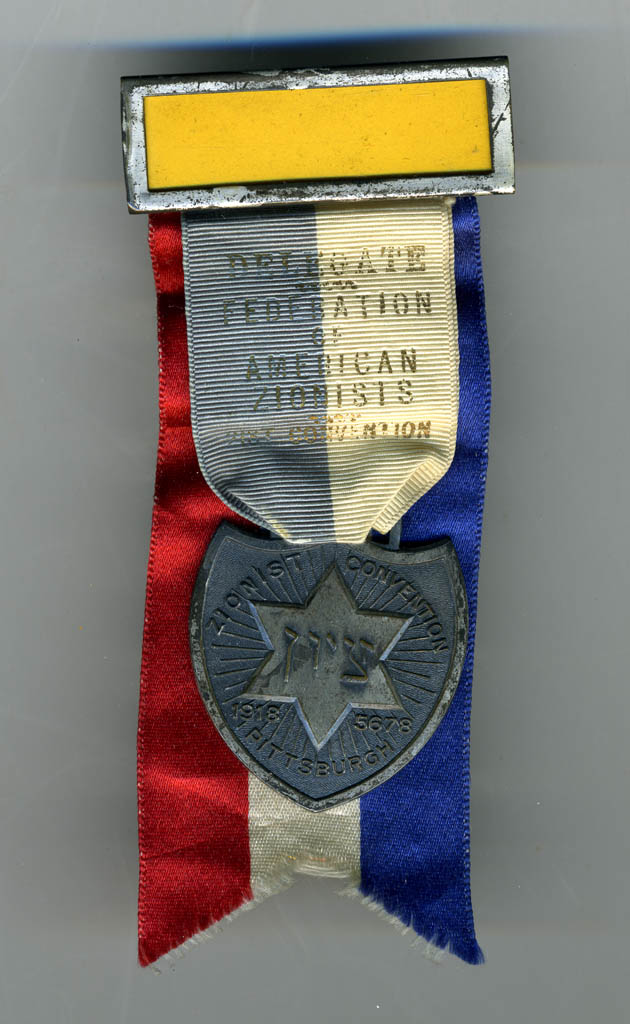 DELEGATE
FEDERATION
OF
AMERICAN
ZIONISTS
CONVENTION
ZIONIST CONVENTION
ציון
1918 5678
PITTSBURGH